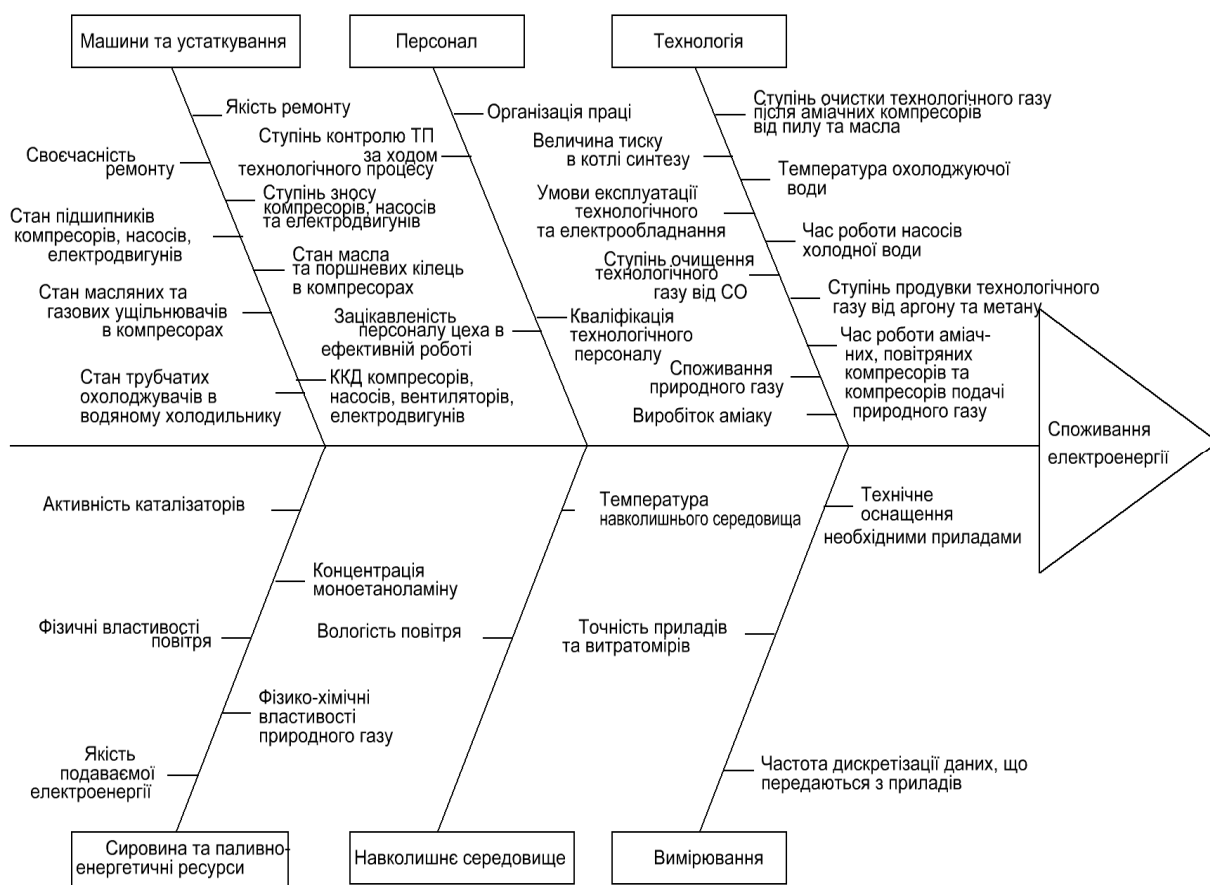 Машини та устаткування
Персонал
Технологія
Якість ремонту
Своєчасність
ремонту
Ступінь зносу
компресорів, насосів
та електродвигунів
Стан підшипників
компресорів, насосів,
електродвигунів
Стан масла
та поршневих кілець
в компресорах
Стан масляних та
газових ущільнювачів
в компресорах
Стан трубчатих
охолоджувачів в
водяному холодильнику
ККД компресорів,
насосів, вентиляторів,
електродвигунів
Організація праці
Ступінь контролю ТП
за ходом
технологічного процесу
Зацікавленість
персоналу цеха в
ефективній роботі
Кваліфікація
технологічного
персоналу
Ступінь очистки технологічного газу
після аміачних компресорів
від пилу та масла
Величина тиску
в котлі синтезу
Температура охолоджуючої
води
Умови експлуатації
технологічного
та електрообладнання
Час роботи насосів
холодної води
Ступінь очищення
технологічного
газу від СО
Ступінь продувки технологічного
газу від аргону та метану
Час роботи аміач-
них, повітряних
компресорів та
компресорів подачі
природного газу
Споживання
природного газу
Виробіток аміаку
Споживання
електроенергії
Активність каталізаторів
Концентрація
моноетаноламіну
Фізичні властивості
повітря
Фізико-хімічні
властивості
природного газу
Якість
подаваємої
електроенергії
Температура
навколишнього середовища
Вологість повітря
Технічне
оснащення
необхідними приладами
Точність приладів
та витратомірів
Частота дискретізації даних, що
передаються з приладів
Сировина та паливно-
енергетичні ресурси
Навколишнє середовище
Вимірювання